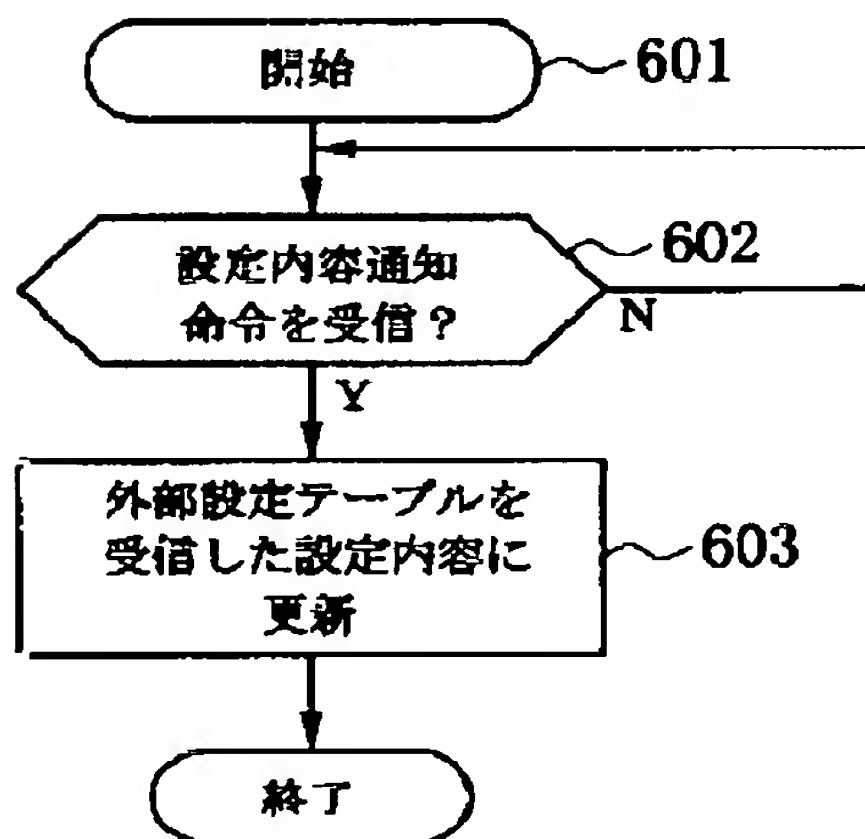 開始
601
設定内容通知
命令を受信？
602
N
Y
外部設定テーブルを
受信した設定内容に
更新
603
終了